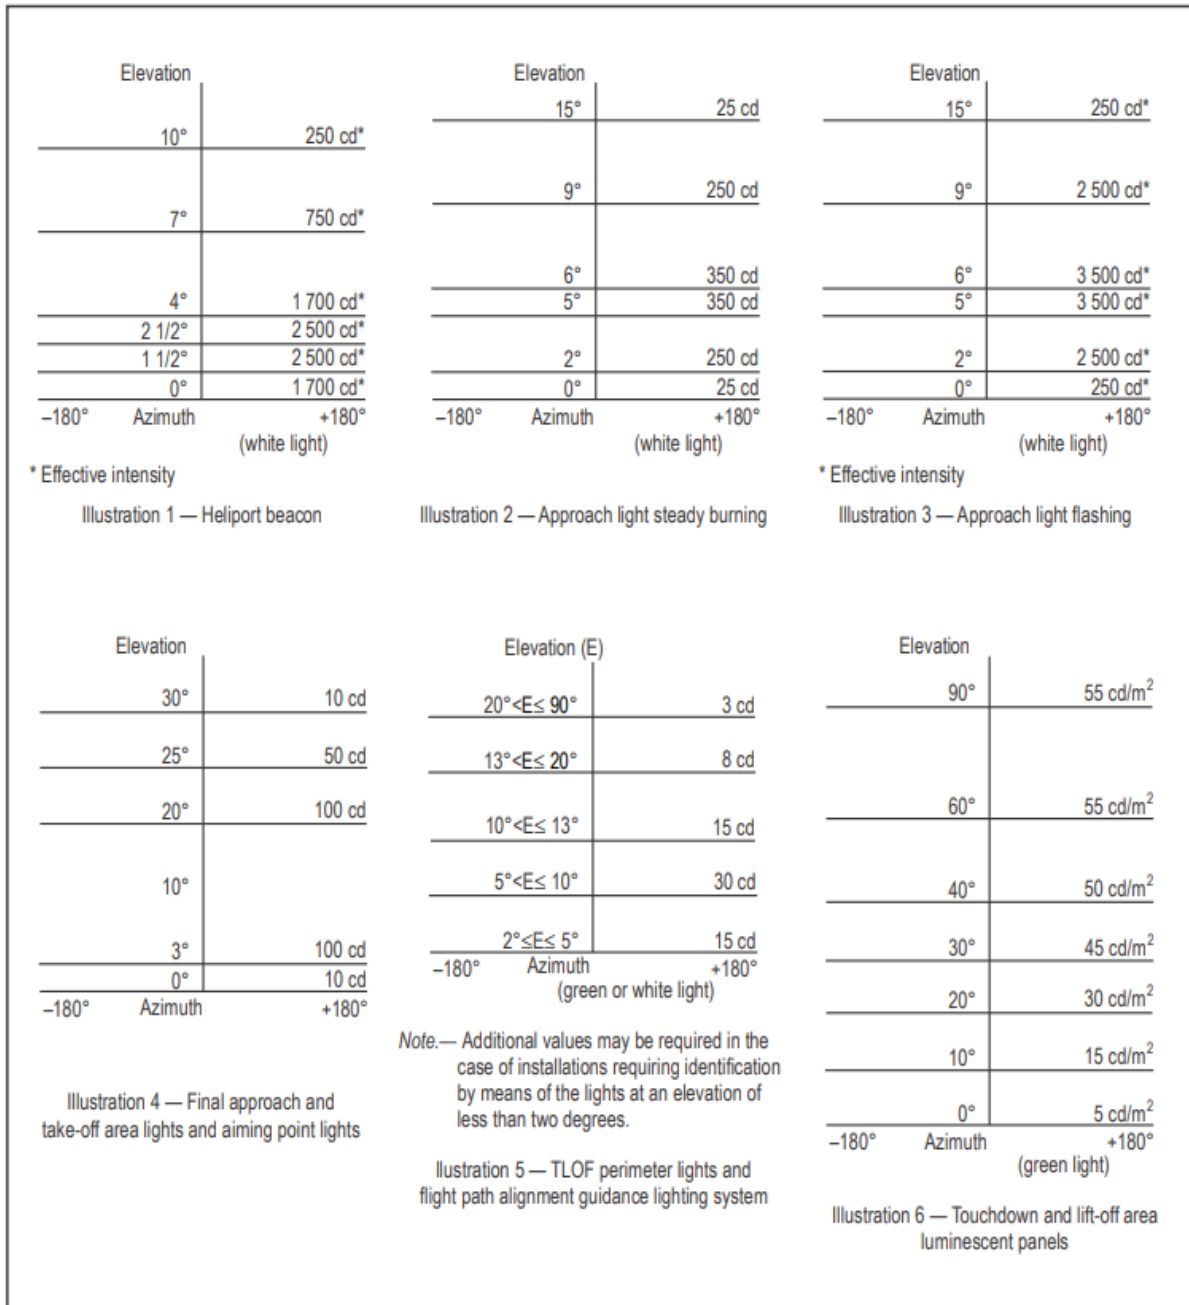 Elevation
10° 250 cd*
7° 750 cd*
4° 1 700 cd*
2 1/2° 2 500 cd*
1 1/2° 2 500 cd*
0° 1 700 cd*
–180° Azimuth +180°
(white light)
* Effective intensity
Illustration 1 — Heliport beacon
Elevation
15° 25 cd
9° 250 cd
6° 350 cd
5° 350 cd
2° 250 cd
0° 25 cd
–180° Azimuth +180°
(white light)
Illustration 2 — Approach light steady burning
Elevation
15° 250 cd*
9° 2 500 cd*
6° 3 500 cd*
5° 3 500 cd*
2° 2 500 cd*
0° 250 cd*
–180° Azimuth +180°
(white light)
* Effective intensity
Illustration 3 — Approach light flashing
Elevation
30° 10 cd
25° 50 cd
20° 100 cd
10°
3° 100 cd
0° 10 cd
–180° Azimuth +180°
Illustration 4 — Final approach and
take-off area lights and aiming point lights
Elevation (E)
20°<E≤ 90° 3 cd
13°<E≤ 20° 8 cd
10°<E≤ 13° 15 cd
5°<E≤ 10° 30 cd
2°≤E≤ 5° 15 cd
–180° Azimuth +180°
(green or white light)
Note.— Additional values may be required in the
case of installations requiring identification
by means of the lights at an elevation of
less than two degrees.
llustration 5 — TLOF perimeter lights and
flight path alignment guidance lighting system
Elevation
90° 55 cd/m²
60° 55 cd/m²
40° 50 cd/m²
30° 45 cd/m²
20° 30 cd/m²
10° 15 cd/m²
0° 5 cd/m²
–180° Azimuth +180°
(green light)
Illustration 6 — Touchdown and lift-off area
luminescent panels